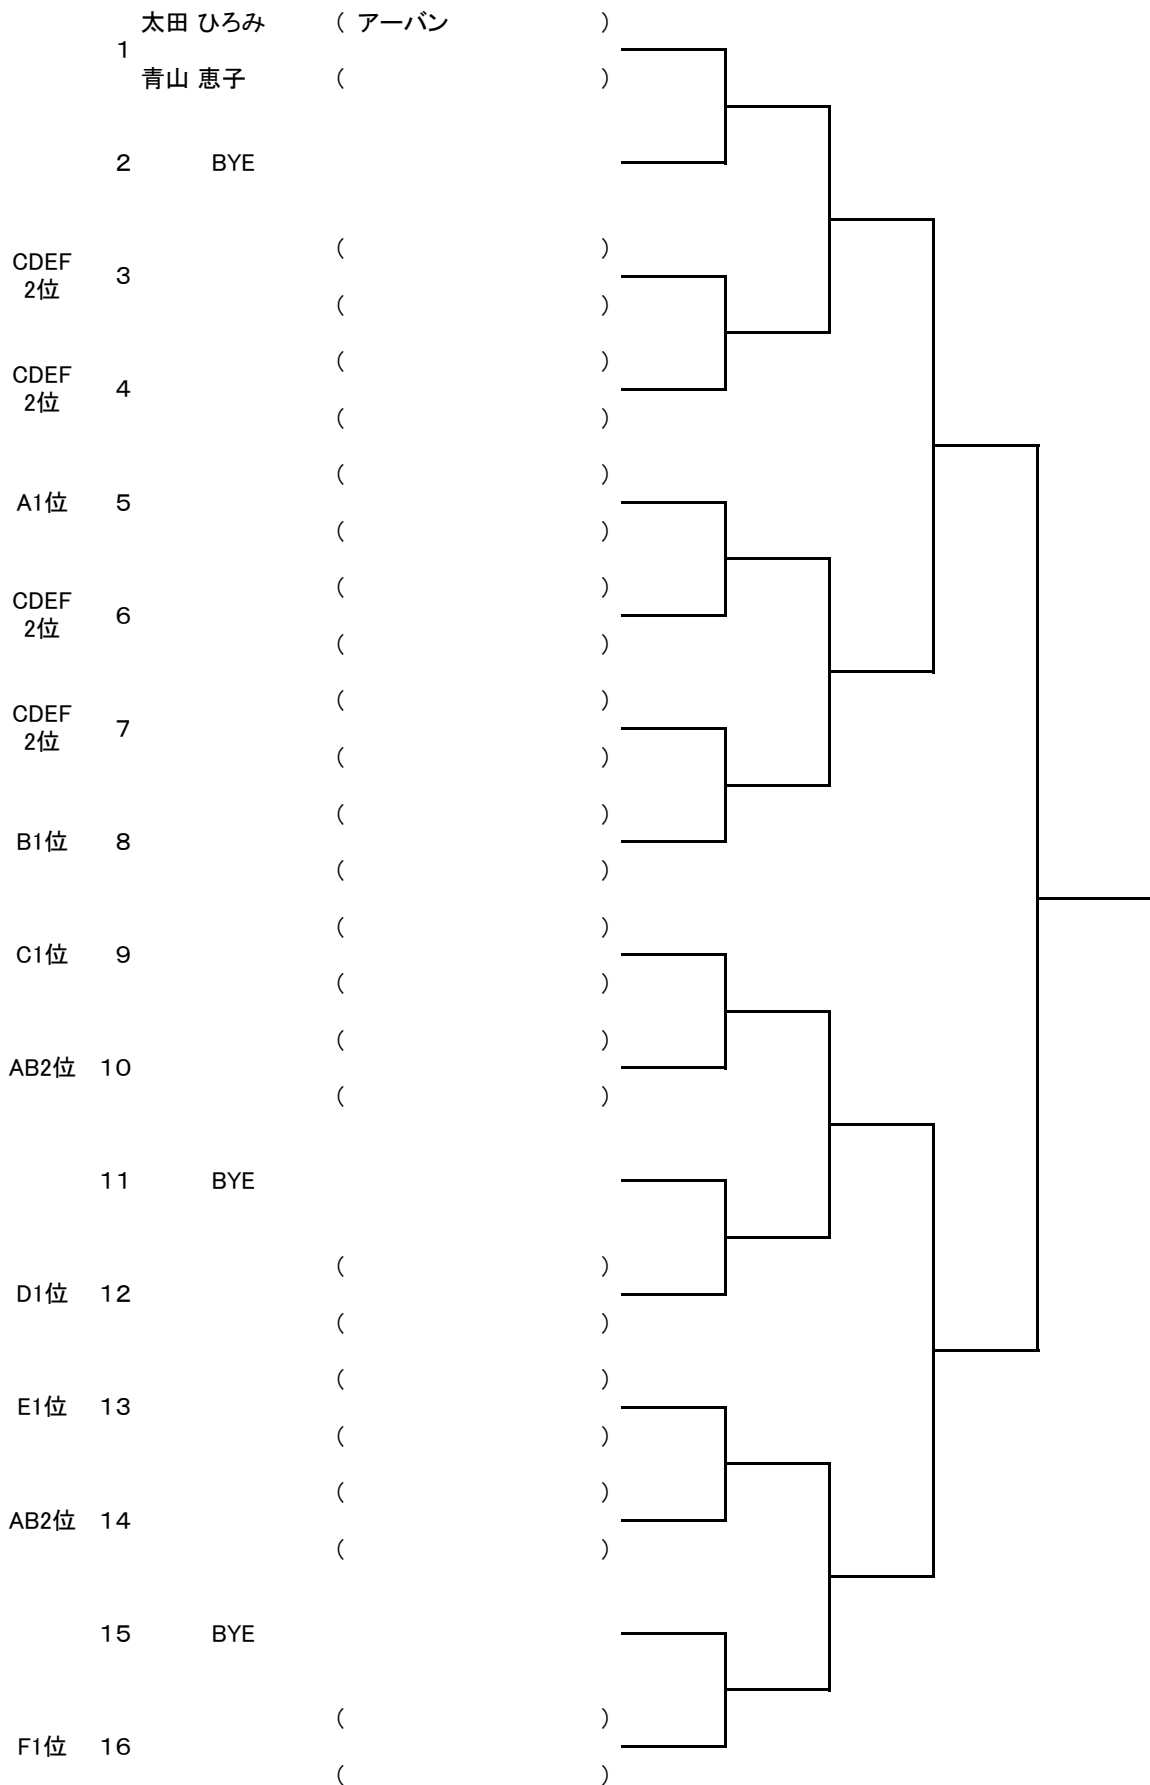 太田 ひろみ ( アーバン )
1
青山 恵子 ( )
2 BYE
( )
CDEF
2位 3
( )
( )
CDEF
2位 4
( )
( )
A1位 5
( )
( )
CDEF
2位 6
( )
( )
CDEF
2位 7
( )
( )
B1位 8
( )
( )
C1位 9
( )
( )
AB2位 10
( )
11 BYE
( )
D1位 12
( )
( )
E1位 13
( )
( )
AB2位 14
( )
15 BYE
( )
F1位 16
( )